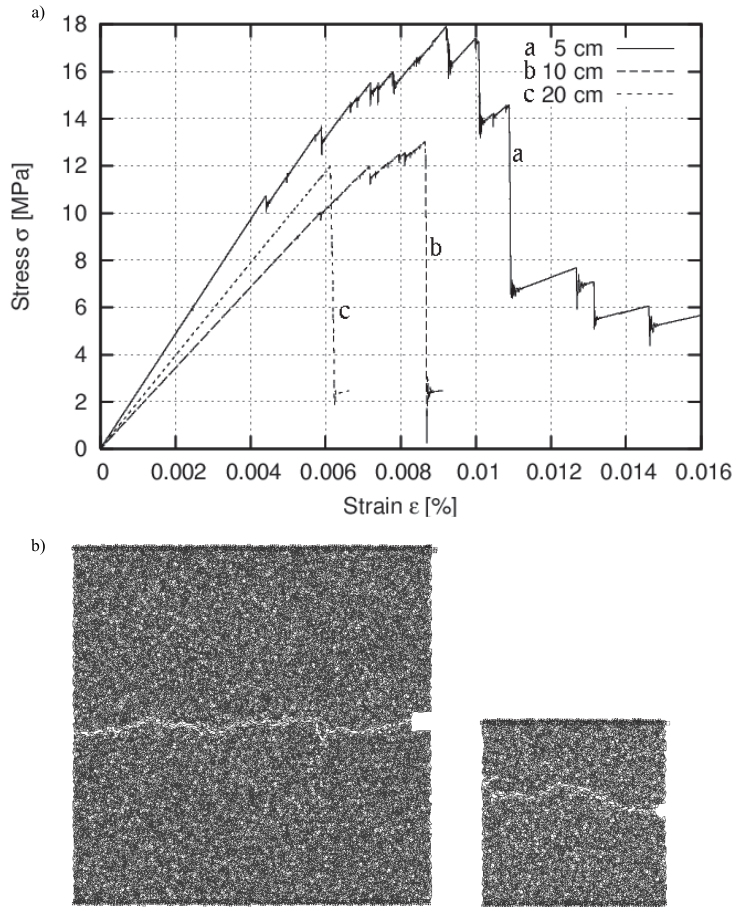 a)
18
16
14
12
10
8
6
4
2
0
Stress σ [MPa]
a 5 cm
b 10 cm
c 20 cm
a
b
c
0 0.002 0.004 0.006 0.008 0.01 0.012 0.014 0.016
Strain ε [%]
b)